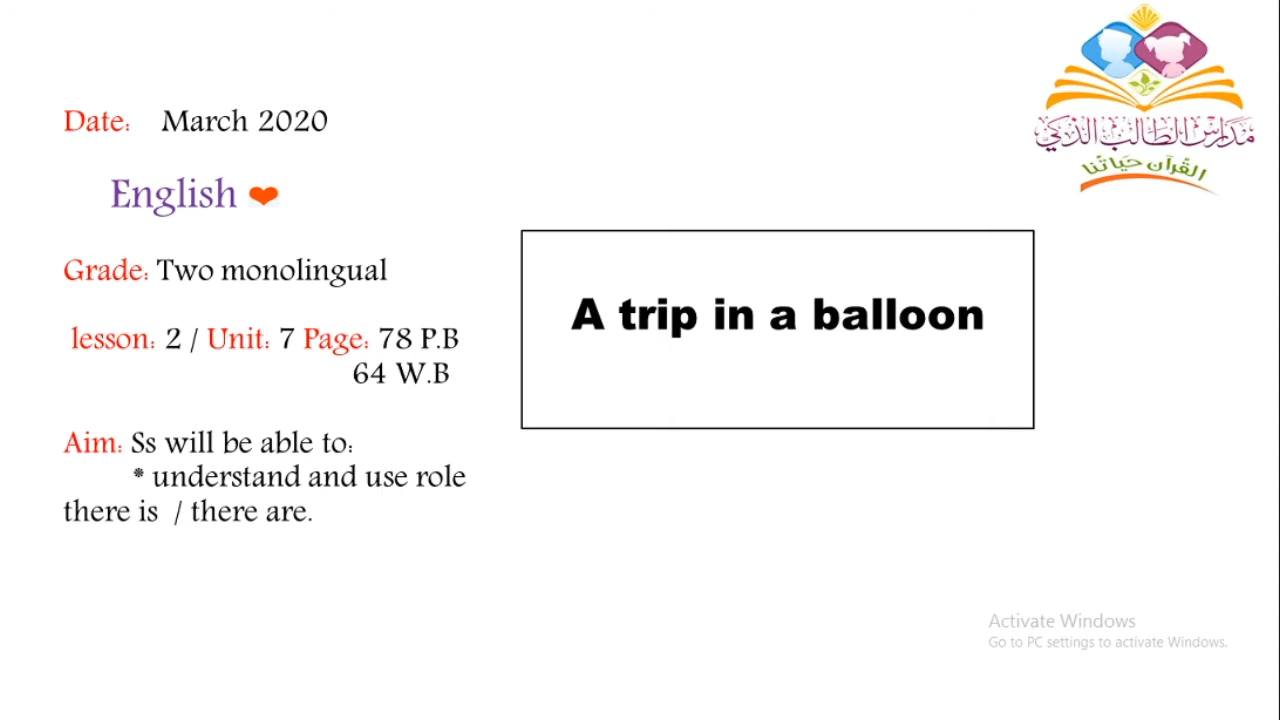 مدارس الطالب الذكي
القرآن حياتنا
Date: March 2020
English ❤
Grade: Two monolingual
lesson: 2 / Unit: 7 Page: 78 P.B
64 W.B
Aim: Ss will be able to:
* understand and use role
there is / there are.
A trip in a balloon
Activate Windows
Go to PC settings to activate Windows.